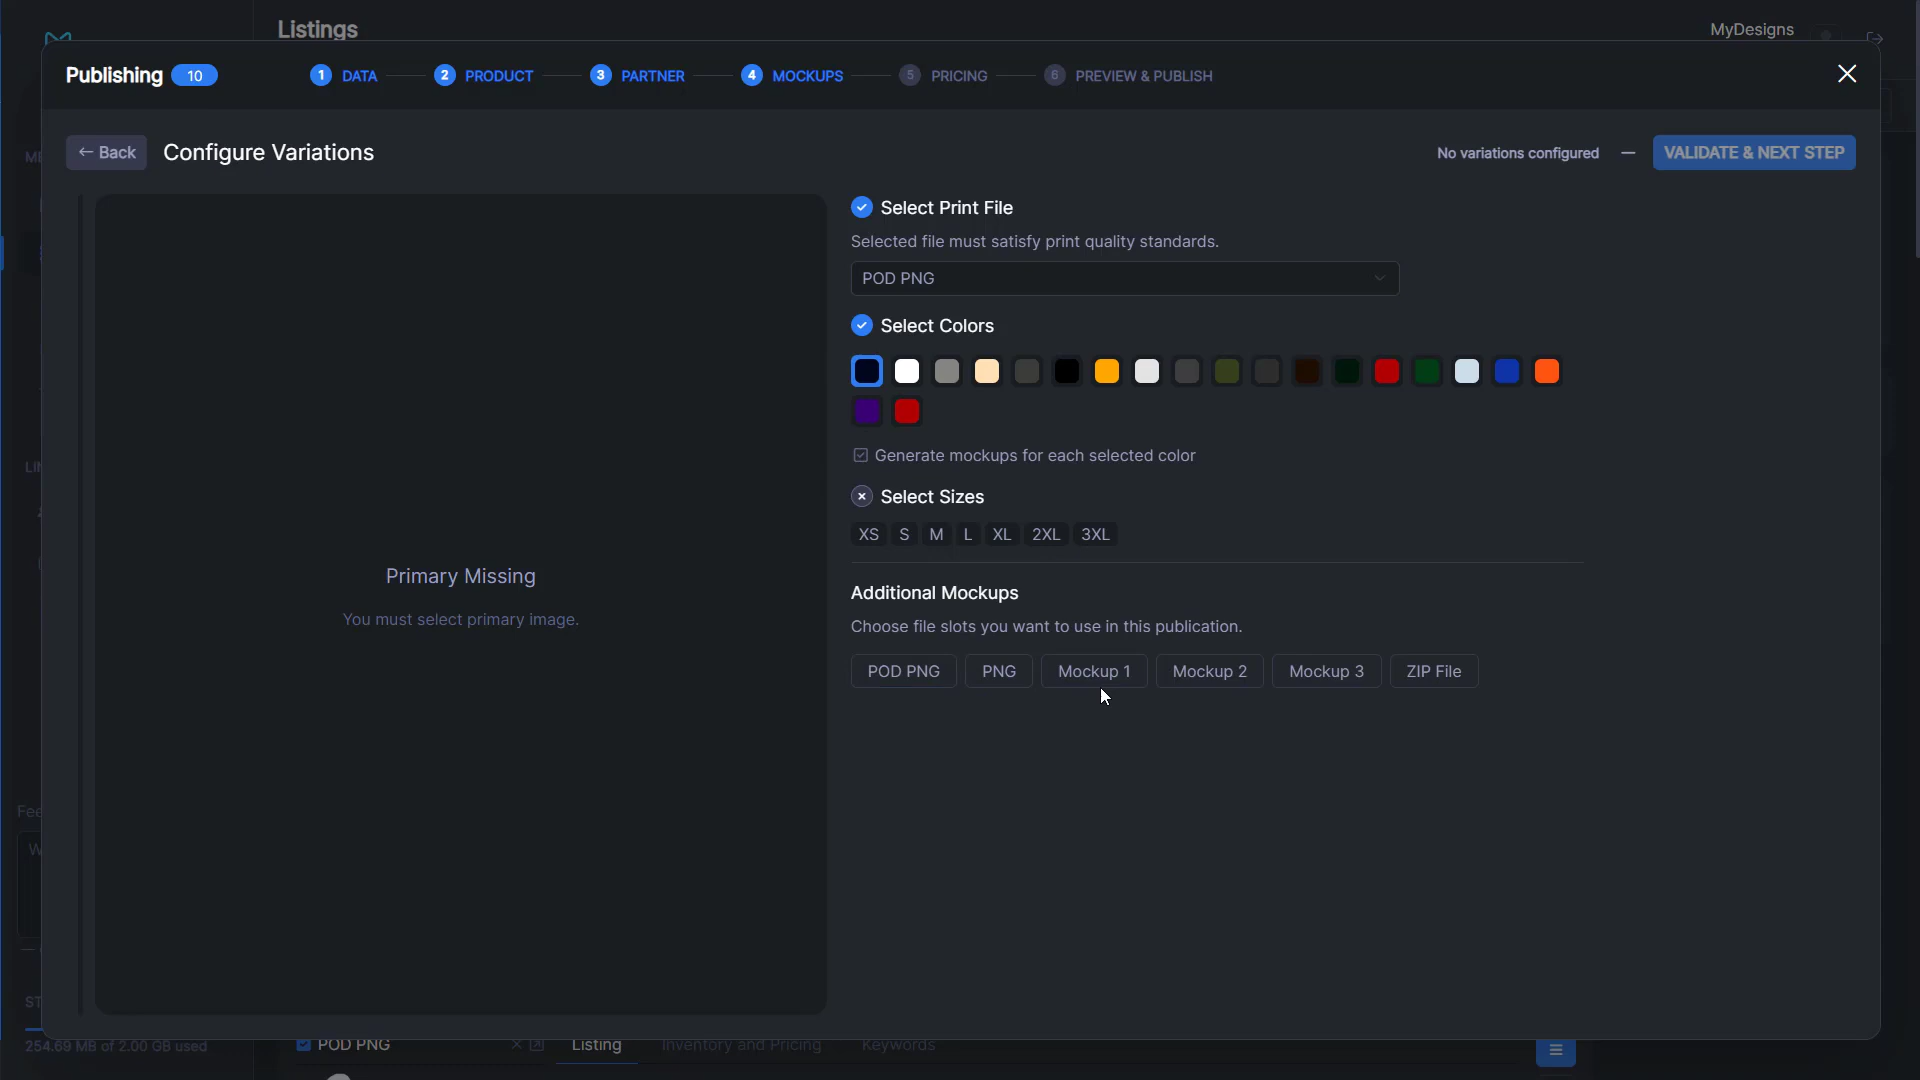 Listings
MyDesigns
Publishing 10
1 DATA
2 PRODUCT
3 PARTNER
4 MOCKUPS
5 PRICING
6 PREVIEW & PUBLISH
← Back
Configure Variations
No variations configured —
VALIDATE & NEXT STEP
Select Print File
Selected file must satisfy print quality standards.
POD PNG
Select Colors
Generate mockups for each selected color
Select Sizes
XS S M L XL 2XL 3XL
Primary Missing
You must select primary image.
Additional Mockups
Choose file slots you want to use in this publication.
POD PNG PNG Mockup 1 Mockup 2 Mockup 3 ZIP File
254.69 MB of 2.00 GB used
POD PNG
Listing Inventory and Pricing Keywords